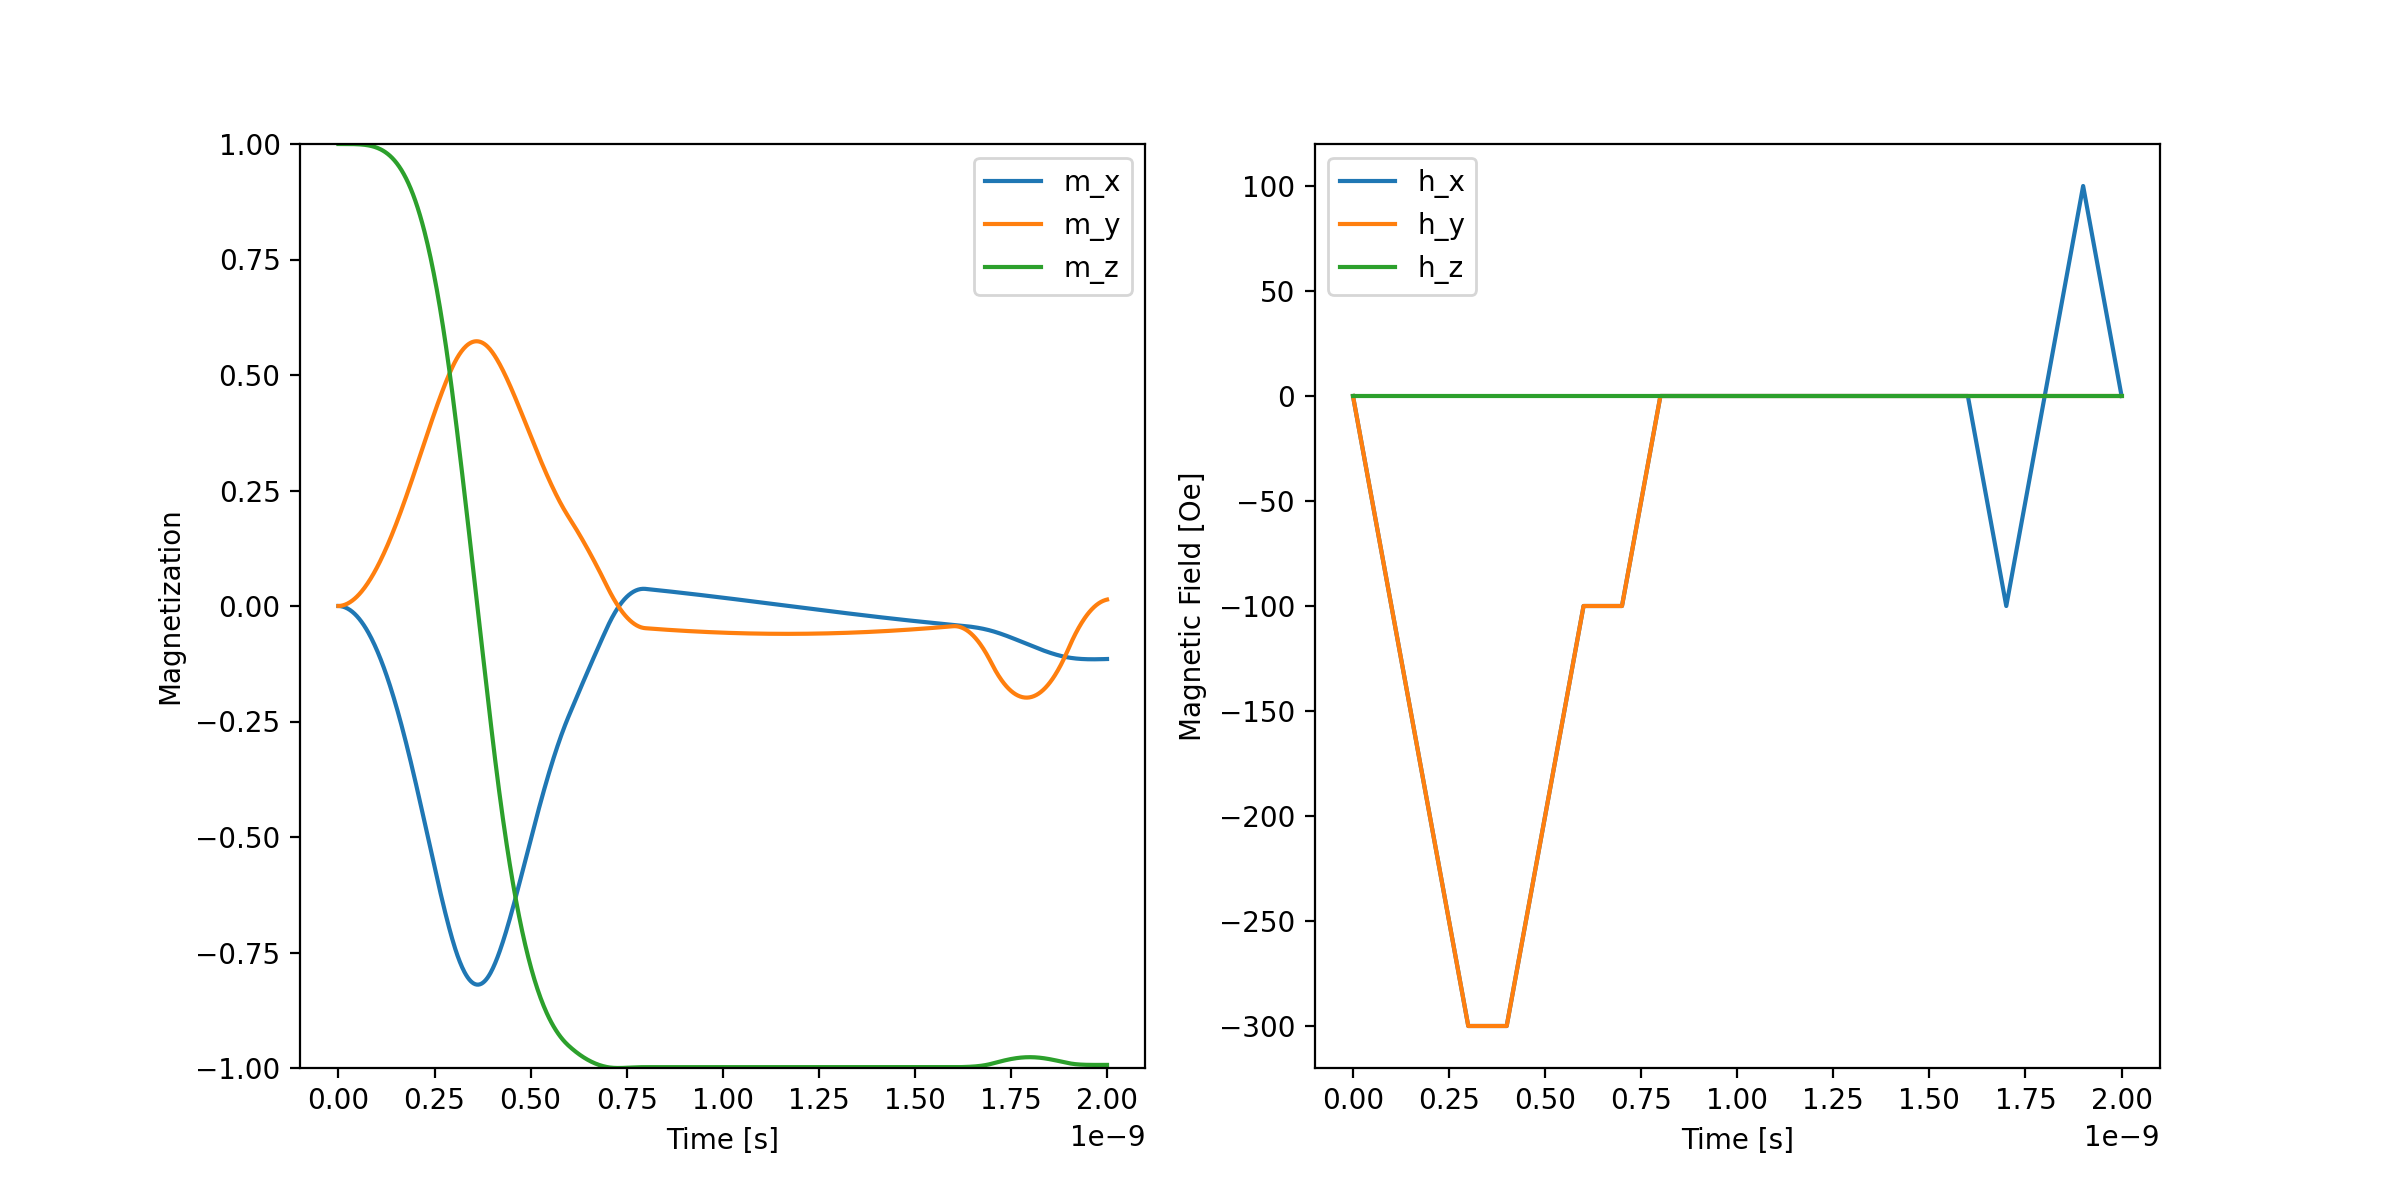 1.00
0.75
0.50
0.25
0.00
−0.25
−0.50
−0.75
−1.00
Magnetization
m_x
m_y
m_z
0.00 0.25 0.50 0.75 1.00 1.25 1.50 1.75 2.00
Time [s]
1e−9
100
50
0
−50
−100
−150
−200
−250
−300
Magnetic Field [Oe]
h_x
h_y
h_z
0.00 0.25 0.50 0.75 1.00 1.25 1.50 1.75 2.00
Time [s]
1e−9